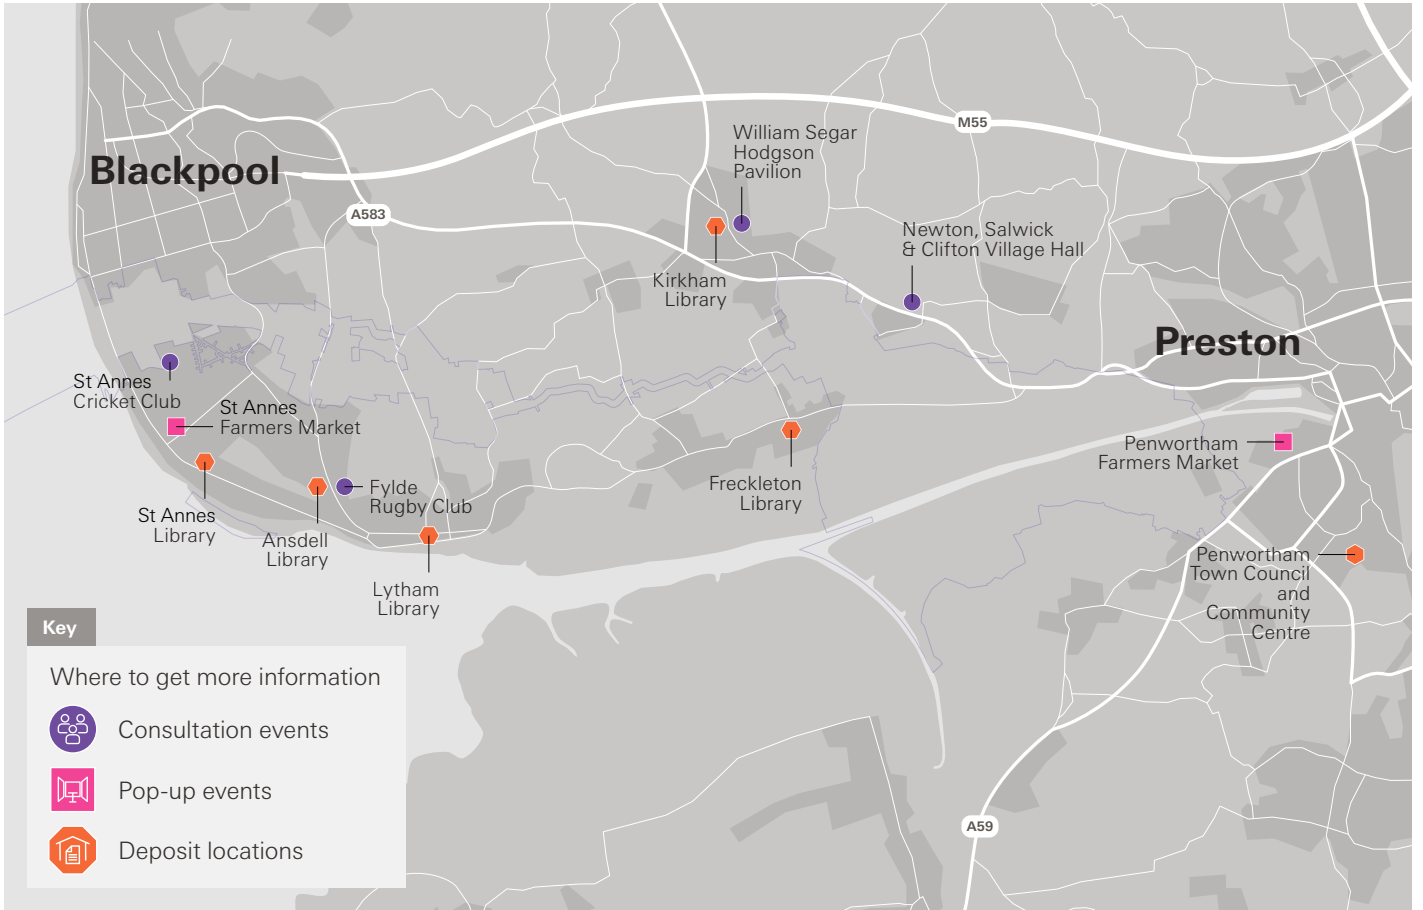 M55
William Segar
Hodgson
Pavilion
Blackpool
A583
Newton, Salwick
& Clifton Village Hall
Kirkham
Library
Preston
St Annes
Cricket Club
St Annes
Farmers Market
Penwortham
Farmers Market
Freckleton
Library
Fylde
Rugby Club
St Annes
Library
Ansdell
Library
Penwortham
Town Council
and
Community
Centre
Lytham
Library
Key
Where to get more information
Consultation events
Pop-up events
Deposit locations
A59